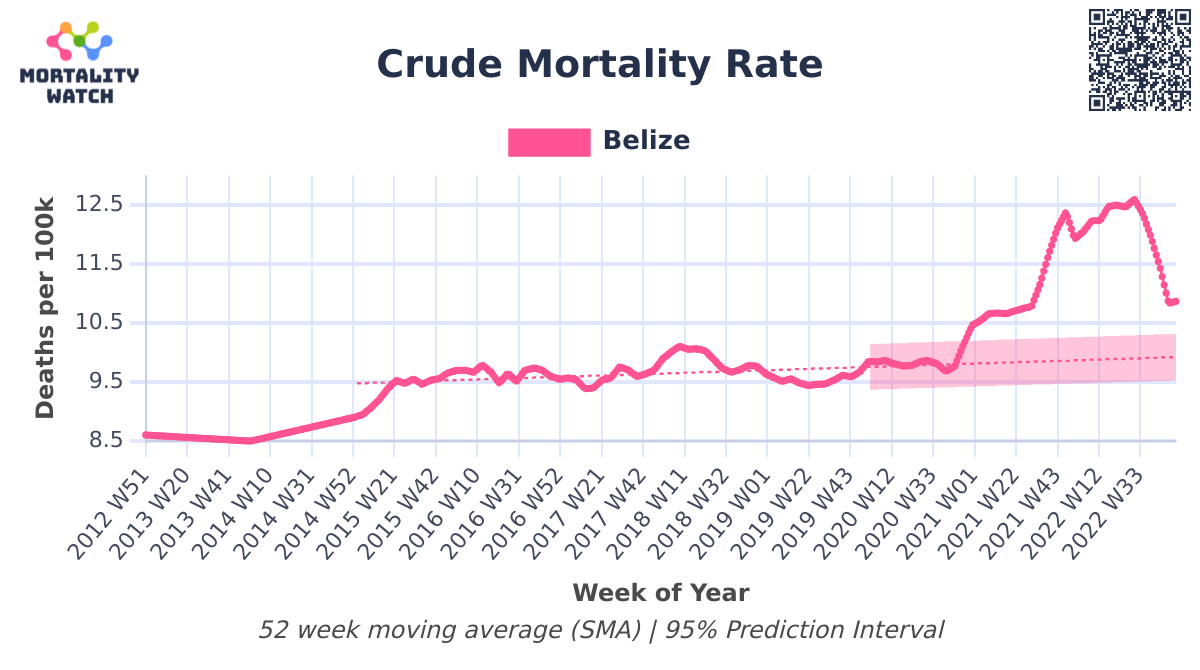 MORTALITY
WATCH
Crude Mortality Rate
Belize
Deaths per 100k
12.5
11.5
10.5
9.5
8.5
2012 W51
2013 W20
2013 W41
2014 W10
2014 W31
2014 W52
2015 W21
2015 W42
2016 W10
2016 W31
2016 W52
2017 W21
2017 W42
2018 W11
2018 W32
2019 W01
2019 W22
2019 W43
2020 W12
2020 W33
2021 W01
2021 W22
2021 W43
2022 W12
2022 W33
Week of Year
52 week moving average (SMA) | 95% Prediction Interval